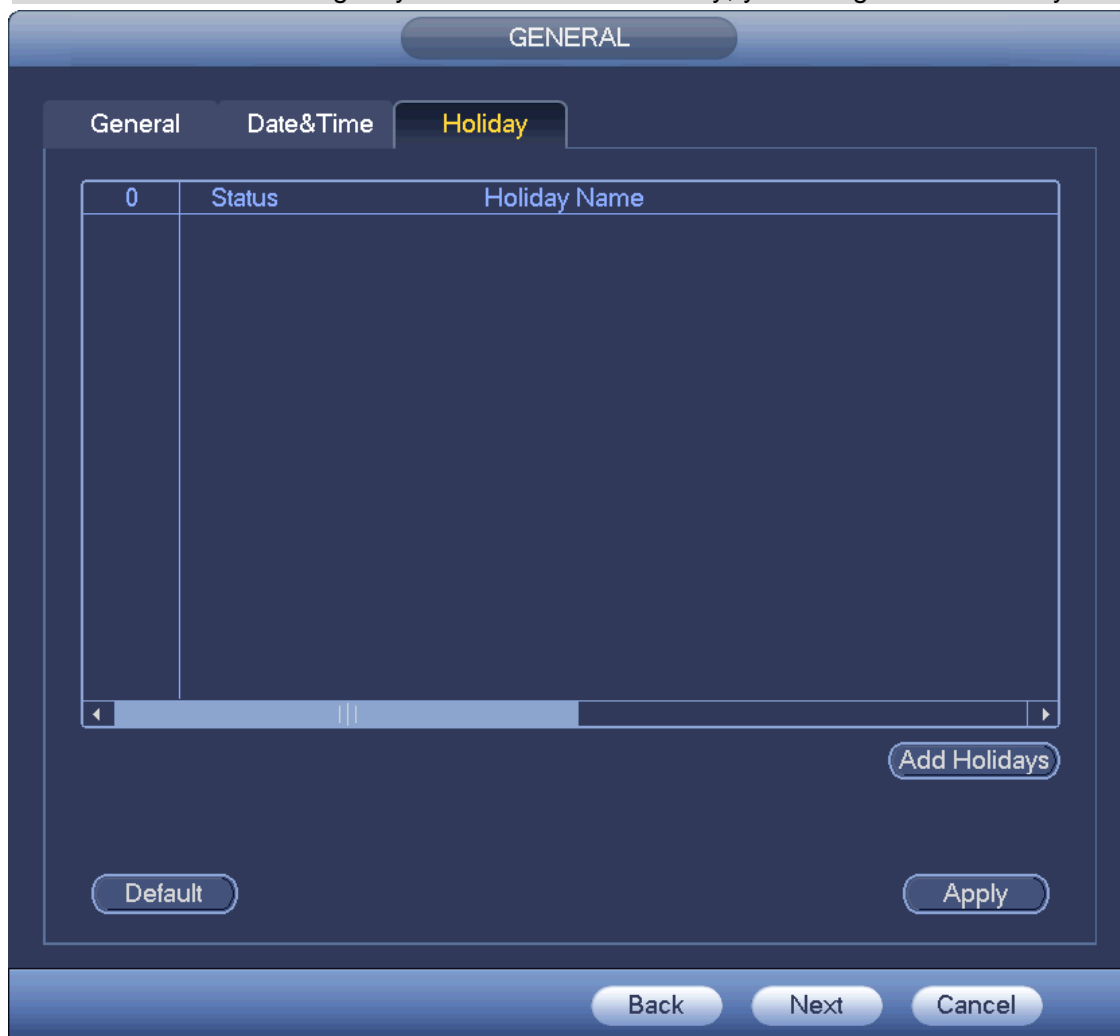 GENERAL
General Date&Time Holiday
0 Status Holiday Name
Add Holidays
Default Apply
Back Next Cancel